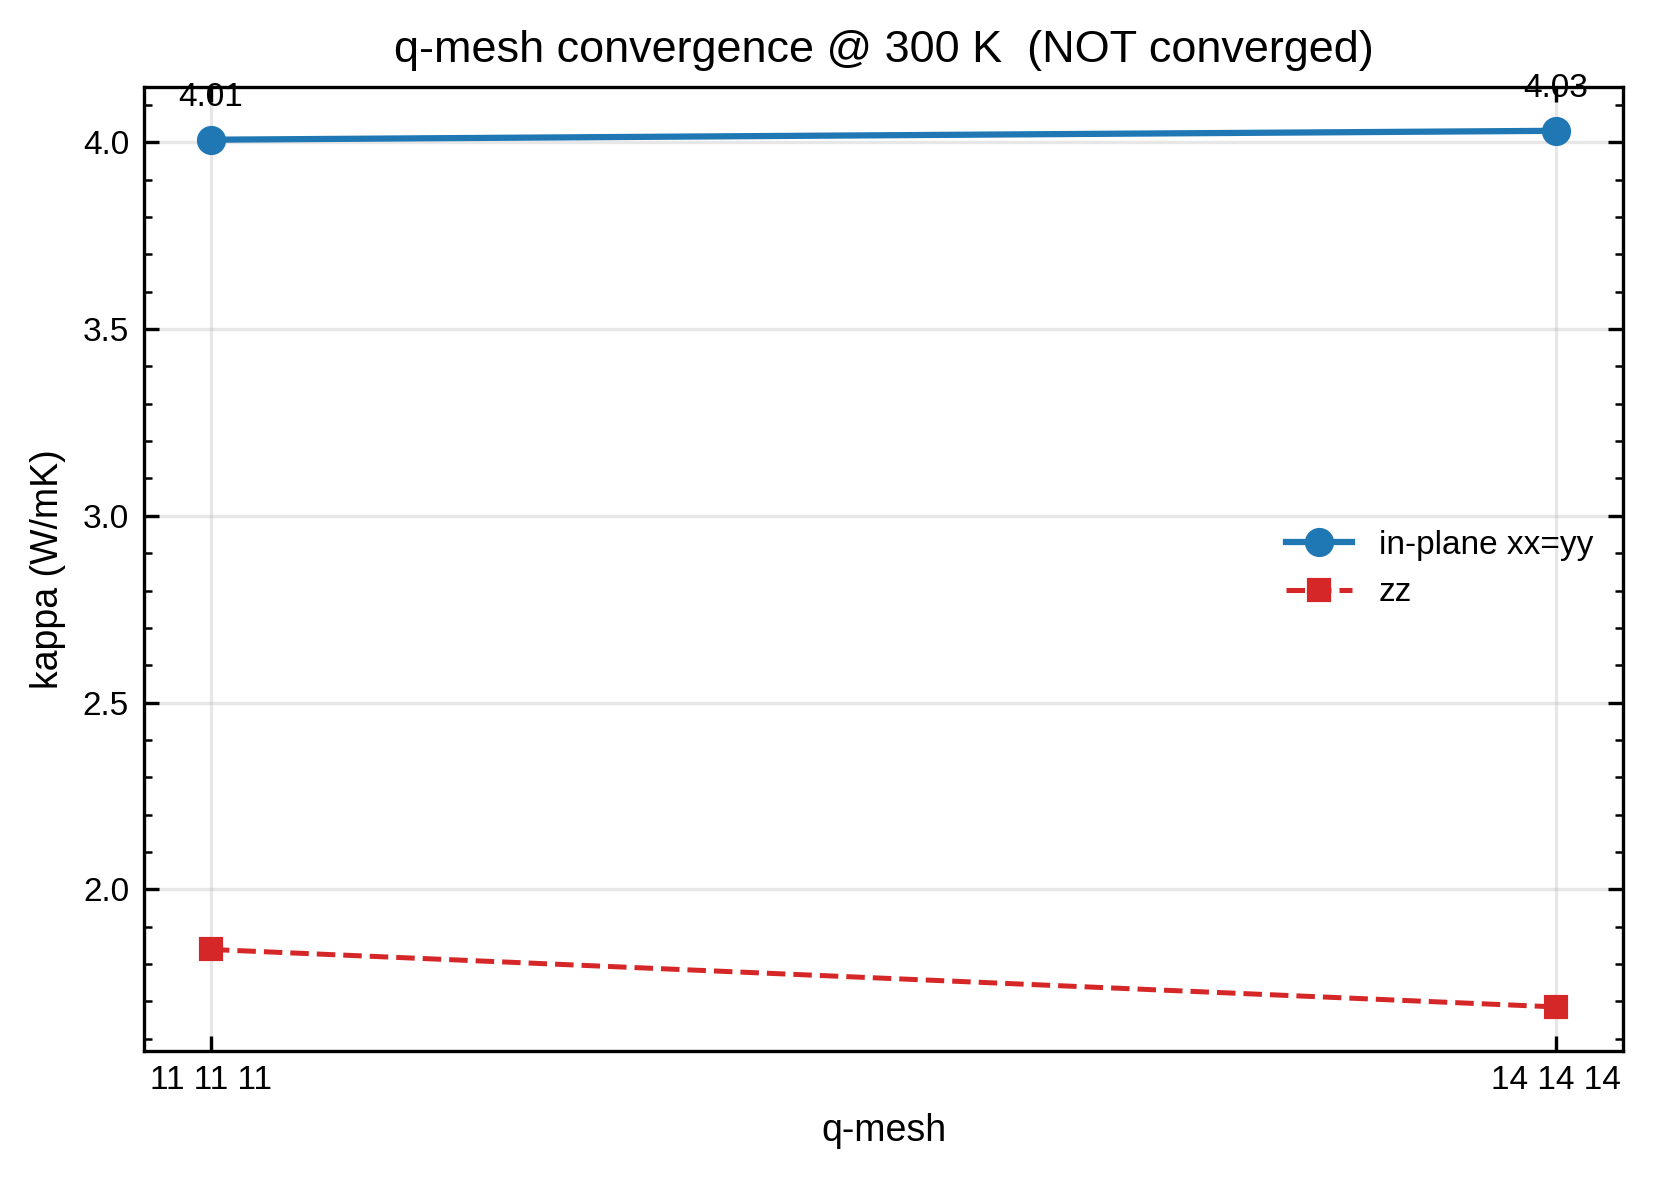 q-mesh convergence @ 300 K  (NOT converged)
4.01
4.03
4.0
3.5
3.0
2.5
2.0
kappa (W/mK)
in-plane xx=yy
zz
11 11 11
14 14 14
q-mesh